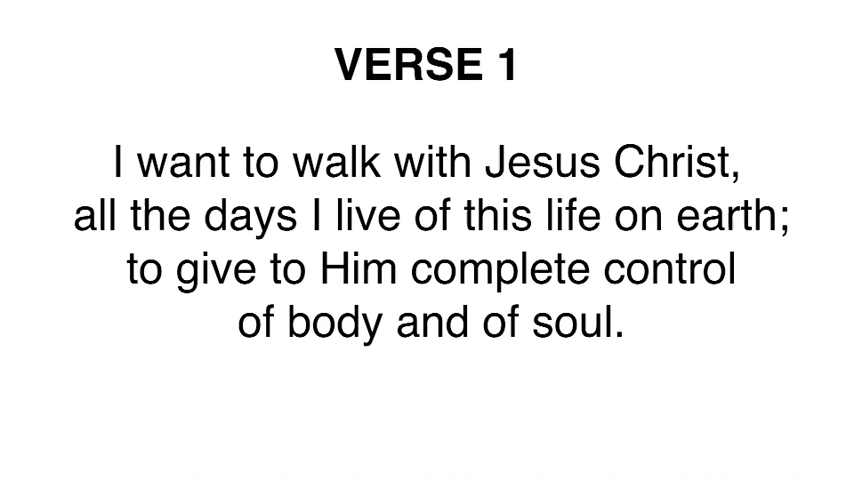 VERSE 1
I want to walk with Jesus Christ,
all the days I live of this life on earth;
to give to Him complete control
of body and of soul.